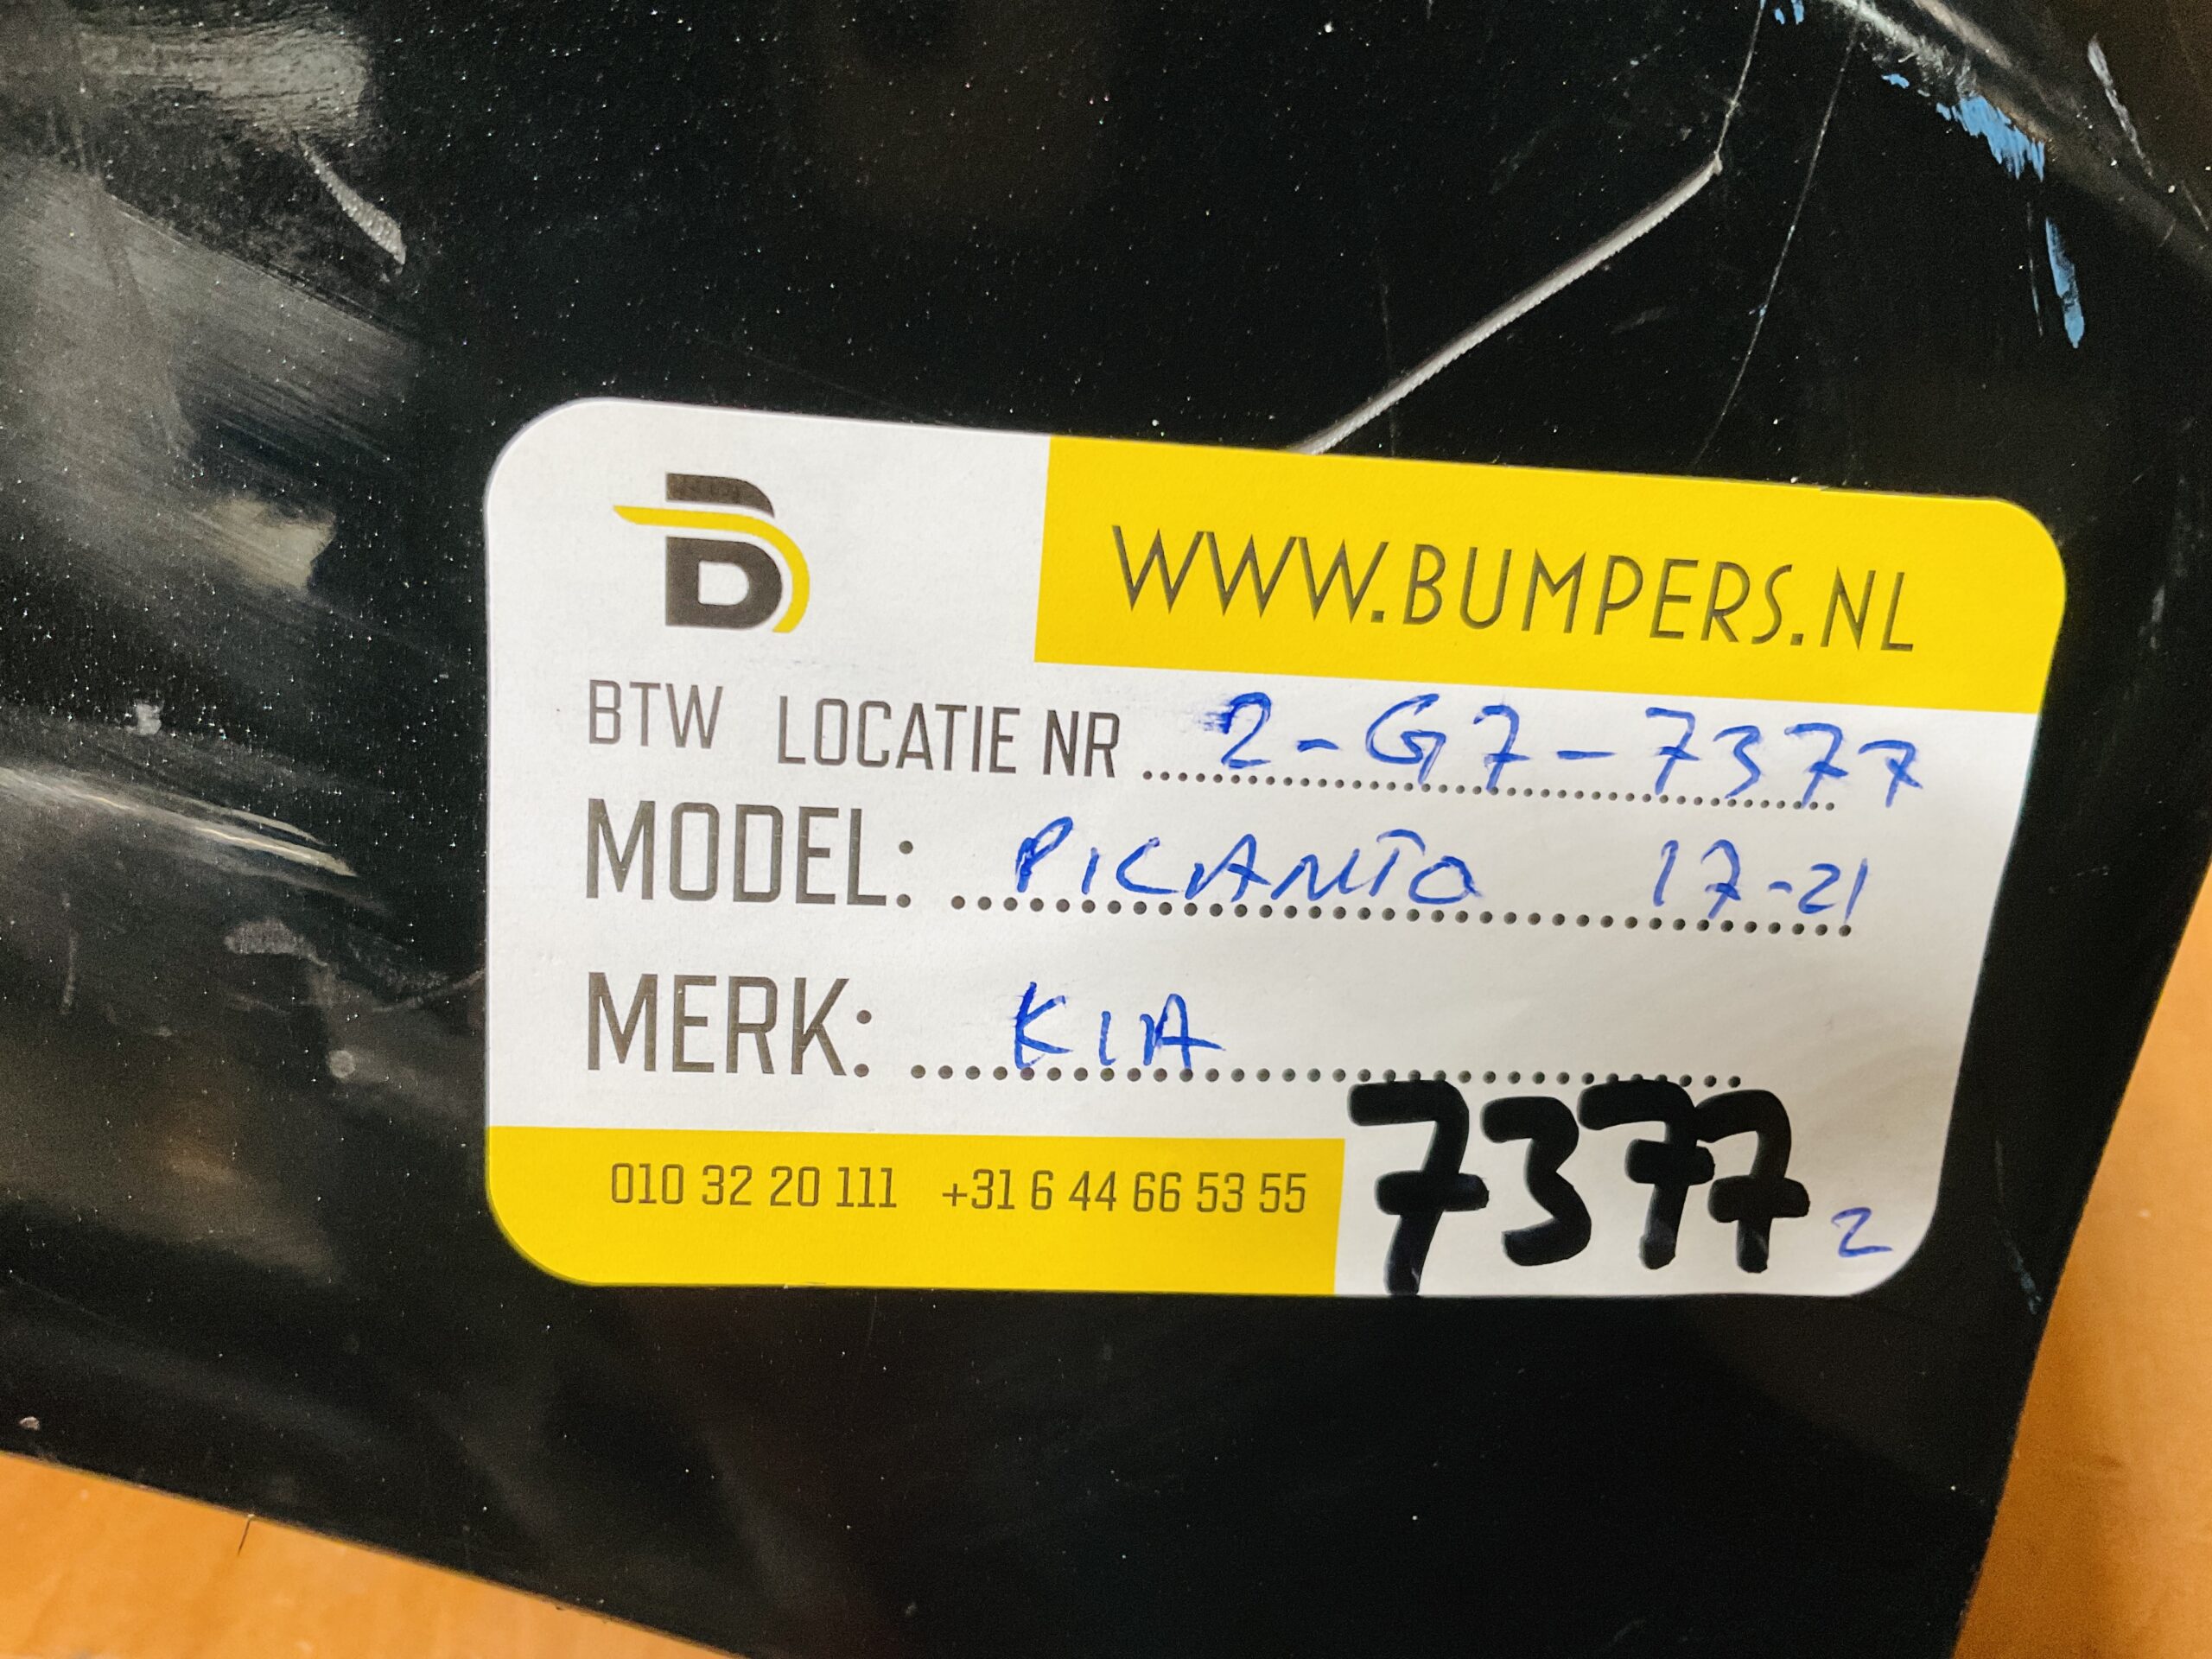 WWW.BUMPERS.NL
BTW LOCATIE NR 2-G7-7377
MODEL: PICANTO 17-21
MERK: KIA
010 32 20 111 +31 6 44 66 53 55 7377 2